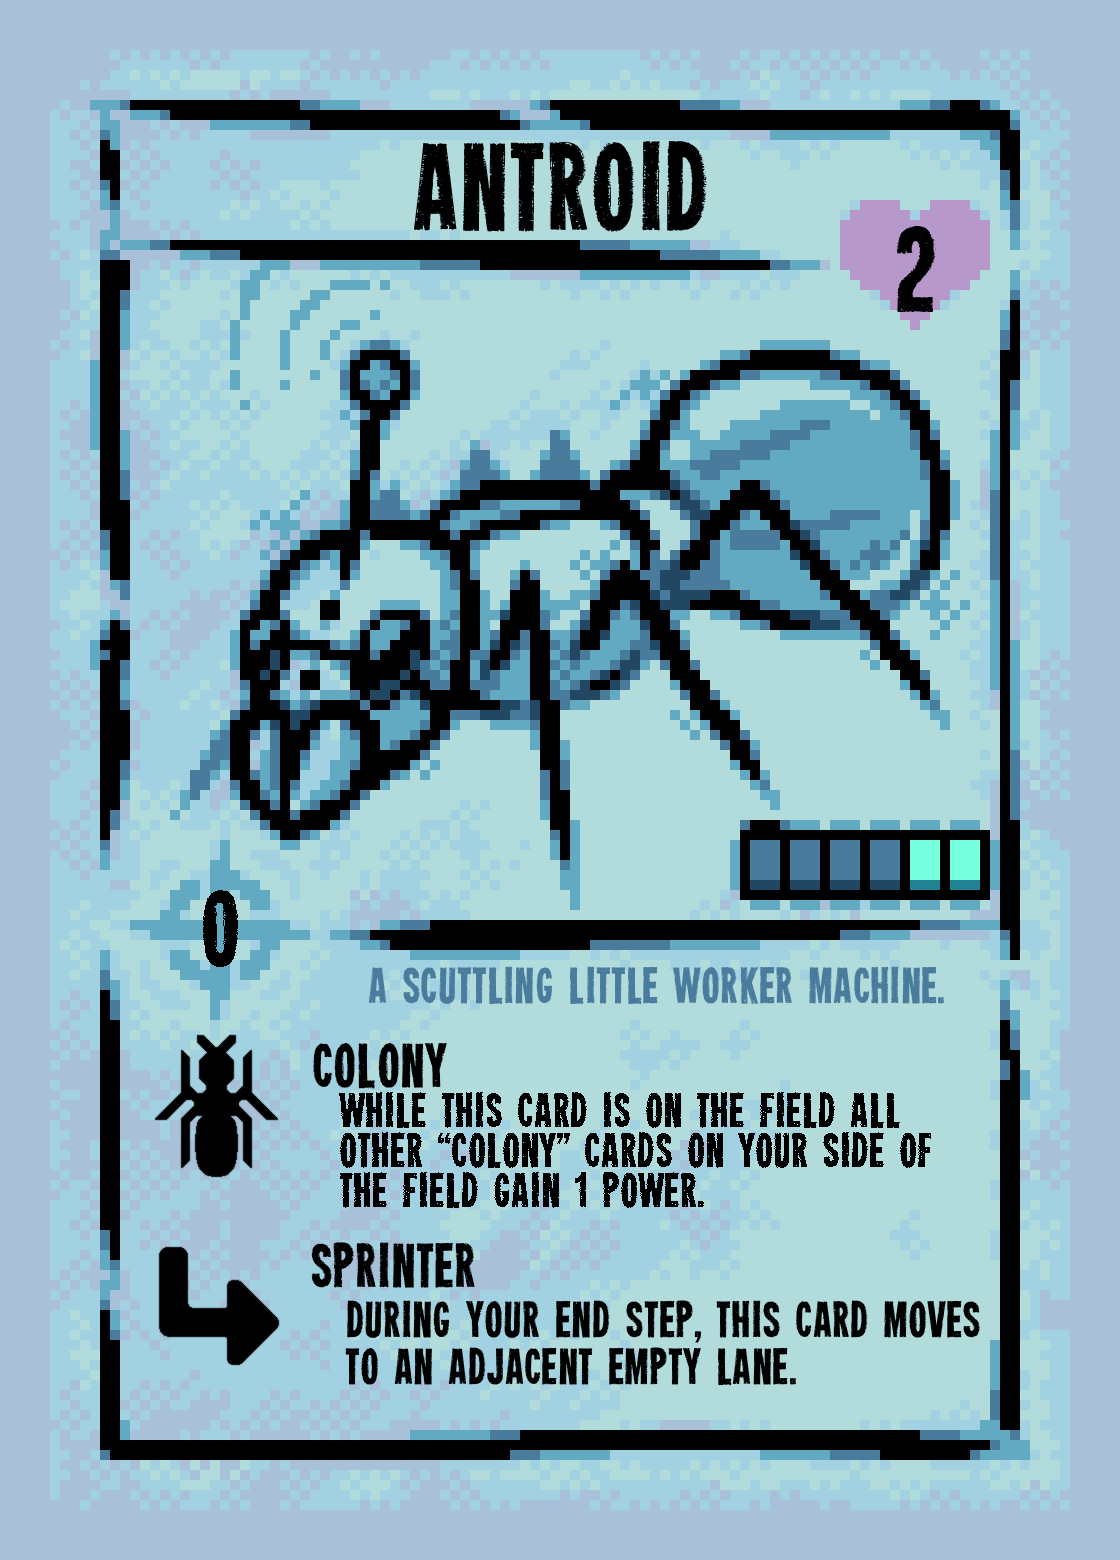 ANTROID
2
0
A SCUTTLING LITTLE WORKER MACHINE.
COLONY
WHILE THIS CARD IS ON THE FIELD ALL
OTHER “COLONY” CARDS ON YOUR SIDE OF
THE FIELD GAIN 1 POWER.
SPRINTER
DURING YOUR END STEP, THIS CARD MOVES
TO AN ADJACENT EMPTY LANE.